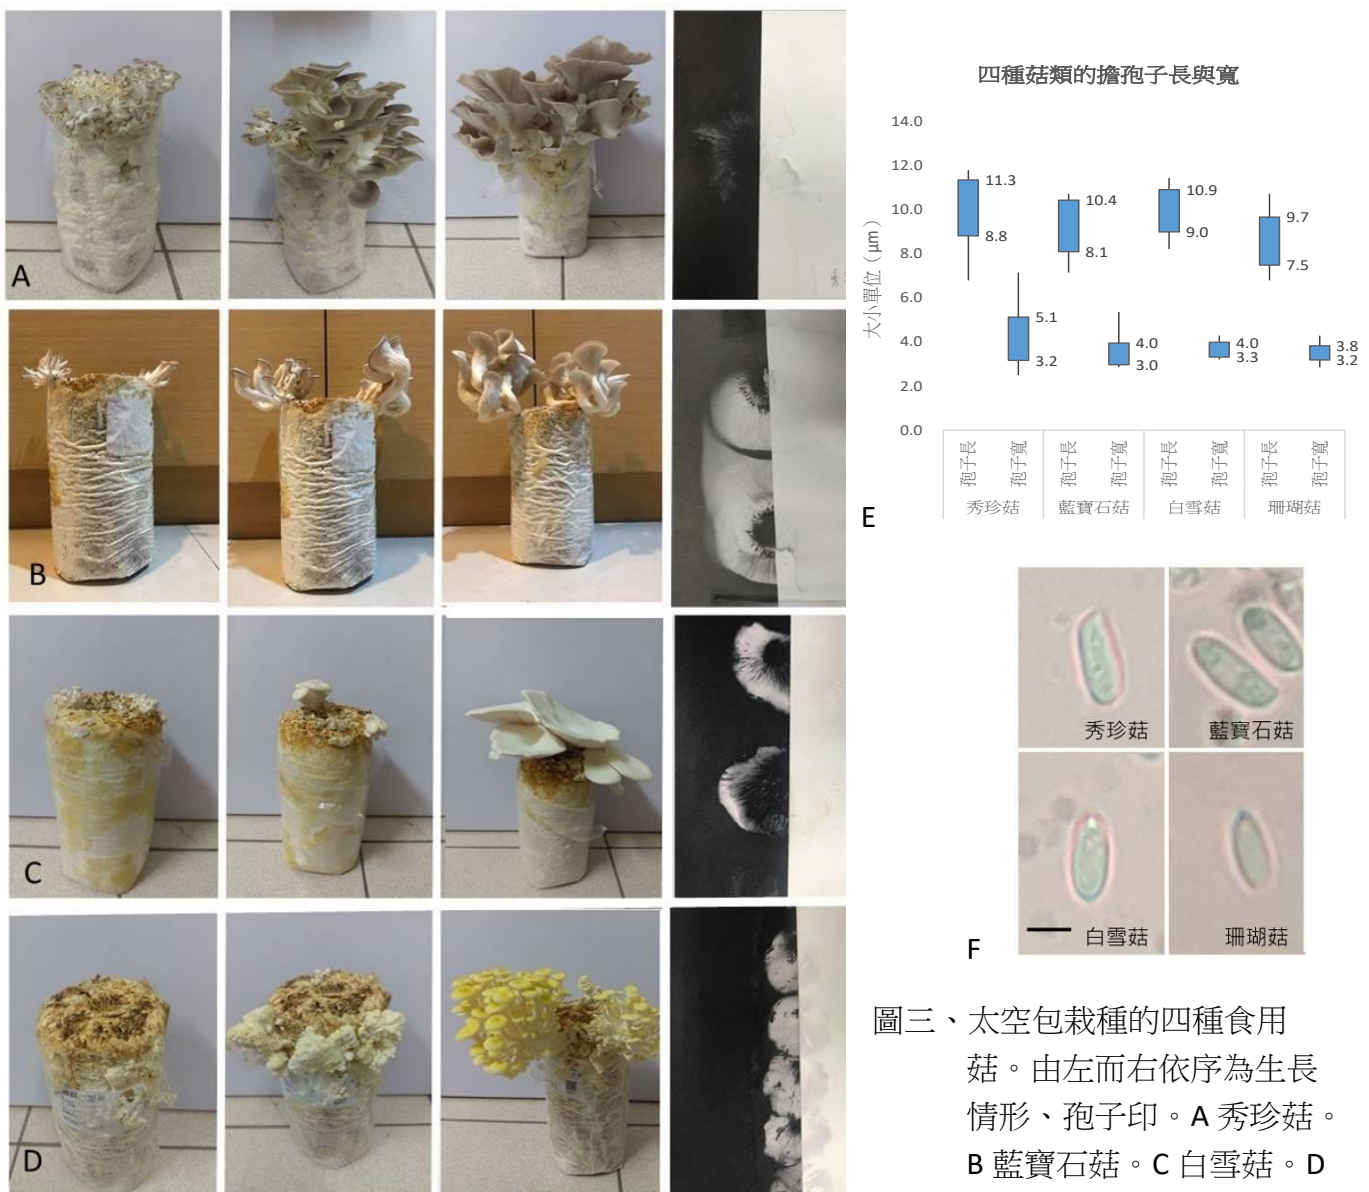 A
B
C
D
四種菇類的擔孢子長與寬
大小單位（μm）
14.0
12.0
10.0
8.0
6.0
4.0
2.0
0.0
11.3
8.8
5.1
3.2
10.4
8.1
4.0
3.0
10.9
9.0
4.0
3.3
9.7
7.5
3.8
3.2
孢子長 孢子寬 孢子長 孢子寬 孢子長 孢子寬 孢子長 孢子寬
秀珍菇 藍寶石菇 白雪菇 珊瑚菇
E
秀珍菇 藍寶石菇
白雪菇 珊瑚菇
F
圖三、太空包栽種的四種食用
菇。由左而右依序為生長
情形、孢子印。A 秀珍菇。
B 藍寶石菇。C 白雪菇。D